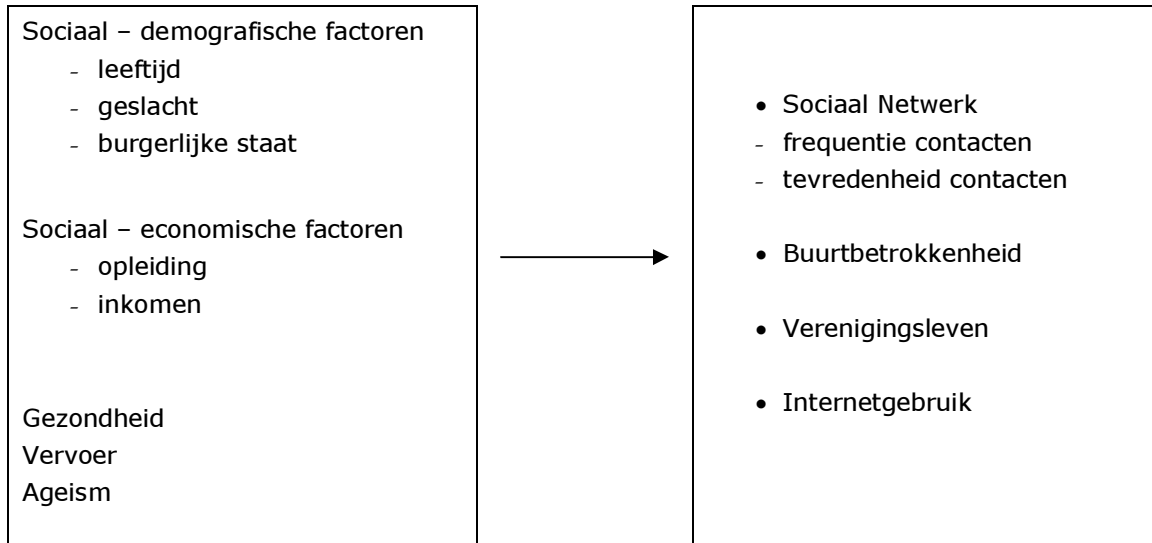 Sociaal – demografische factoren
- leeftijd
- geslacht
- burgerlijke staat
Sociaal – economische factoren
- opleiding
- inkomen
Gezondheid
Vervoer
Ageism
• Sociaal Netwerk
- frequentie contacten
- tevredenheid contacten
• Buurtbetrokkenheid
• Verenigingsleven
• Internetgebruik